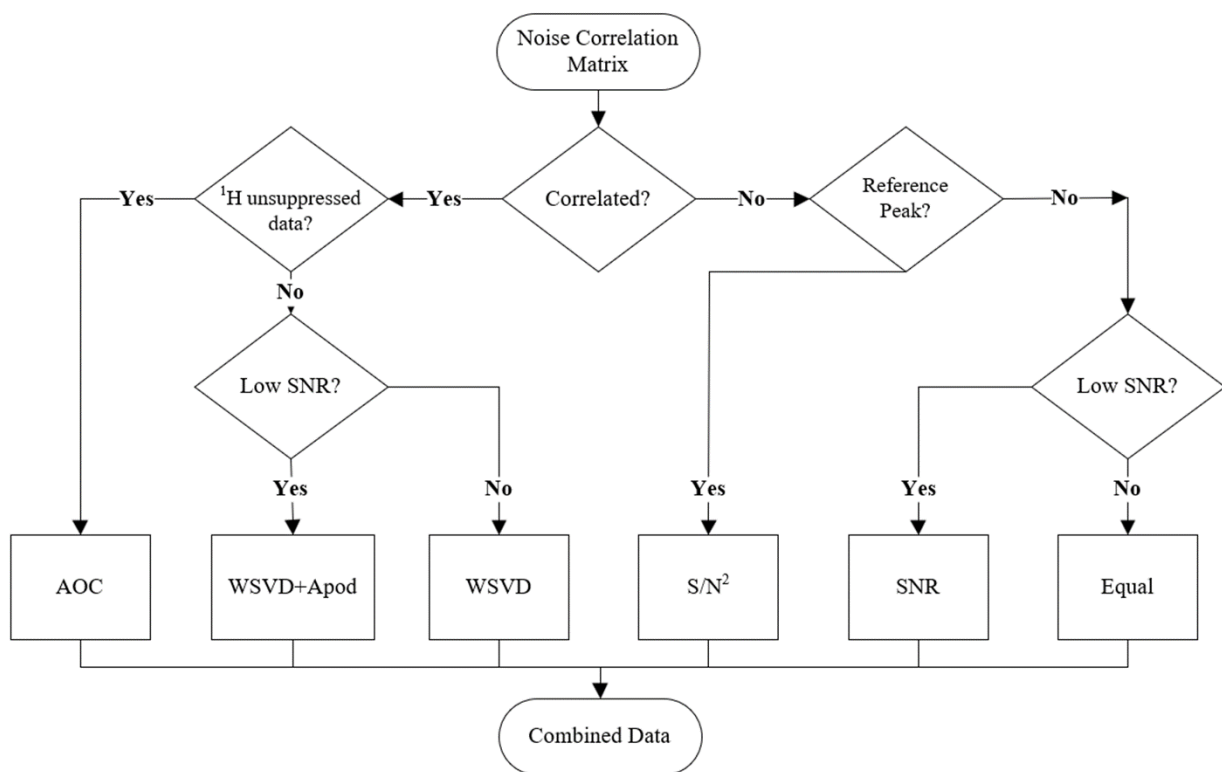 Noise Correlation
Matrix
Yes
¹H unsuppressed
data?
Yes
Correlated?
No
Reference
Peak?
No
No
Low SNR?
Low SNR?
Yes
No
Yes
Yes
No
AOC
WSVD+Apod
WSVD
S/N²
SNR
Equal
Combined Data